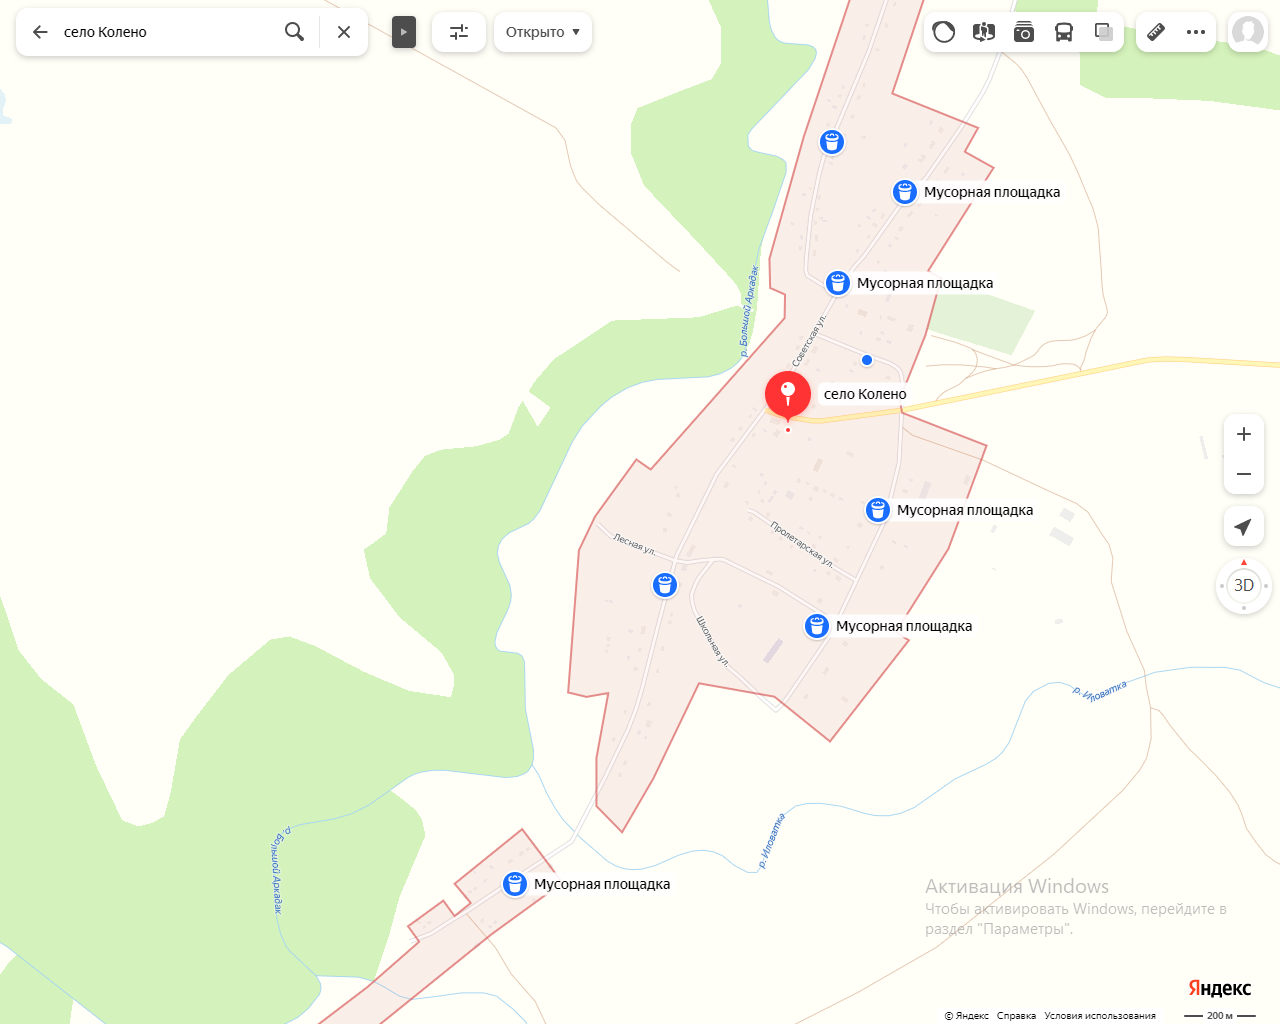 село Колено
Открыто
Мусорная площадка
Мусорная площадка
р. Большой Аркадак
Советская ул.
село Колено
Мусорная площадка
Пролетарская ул.
Лесная ул.
3D
Школьная ул.
Мусорная площадка
р. Иловатка
р. Иловатка
р. Большой Аркадак
Мусорная площадка
Активация Windows
Чтобы активировать Windows, перейдите в
раздел "Параметры".
Яндекс
© Яндекс Справка Условия использования
200 м